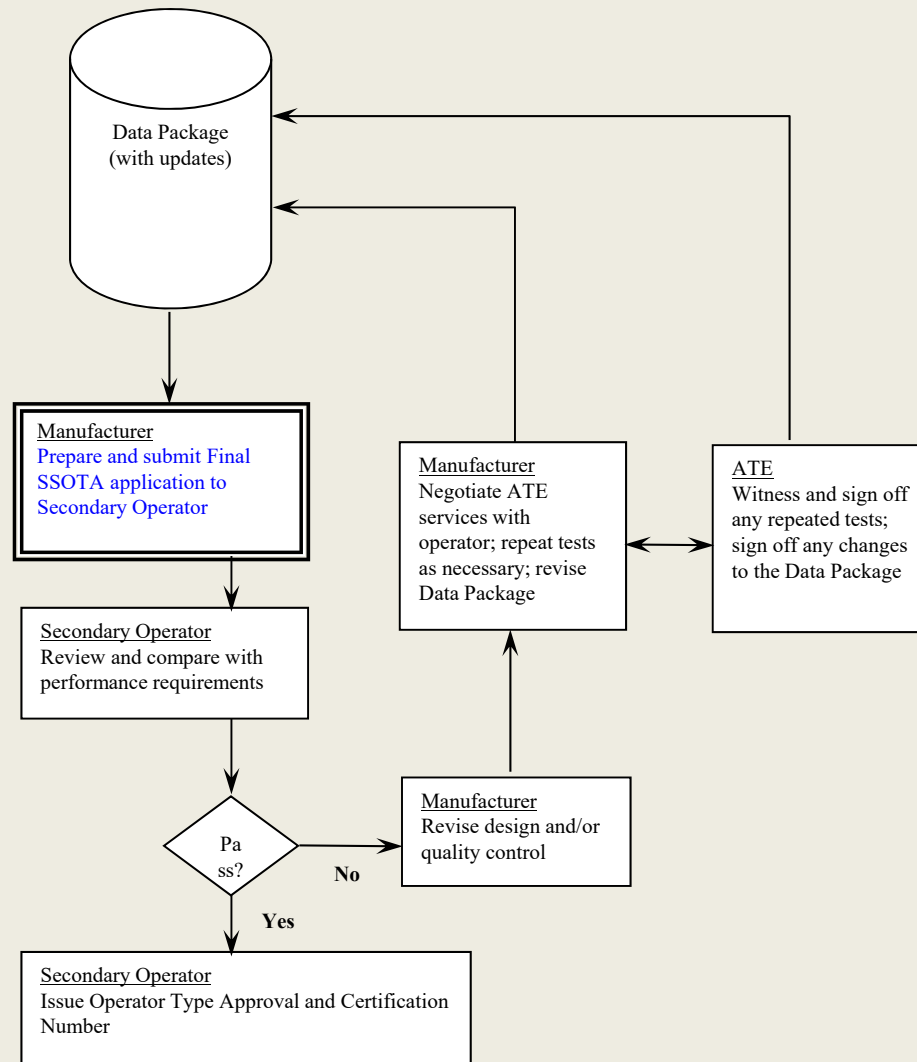 Data Package
(with updates)
Manufacturer
Prepare and submit Final
SSOTA application to
Secondary Operator
Manufacturer
Negotiate ATE
services with
operator; repeat tests
as necessary; revise
Data Package
ATE
Witness and sign off
any repeated tests;
sign off any changes
to the Data Package
Secondary Operator
Review and compare with
performance requirements
Manufacturer
Revise design and/or
quality control
Pa
ss?
No
Yes
Secondary Operator
Issue Operator Type Approval and Certification
Number